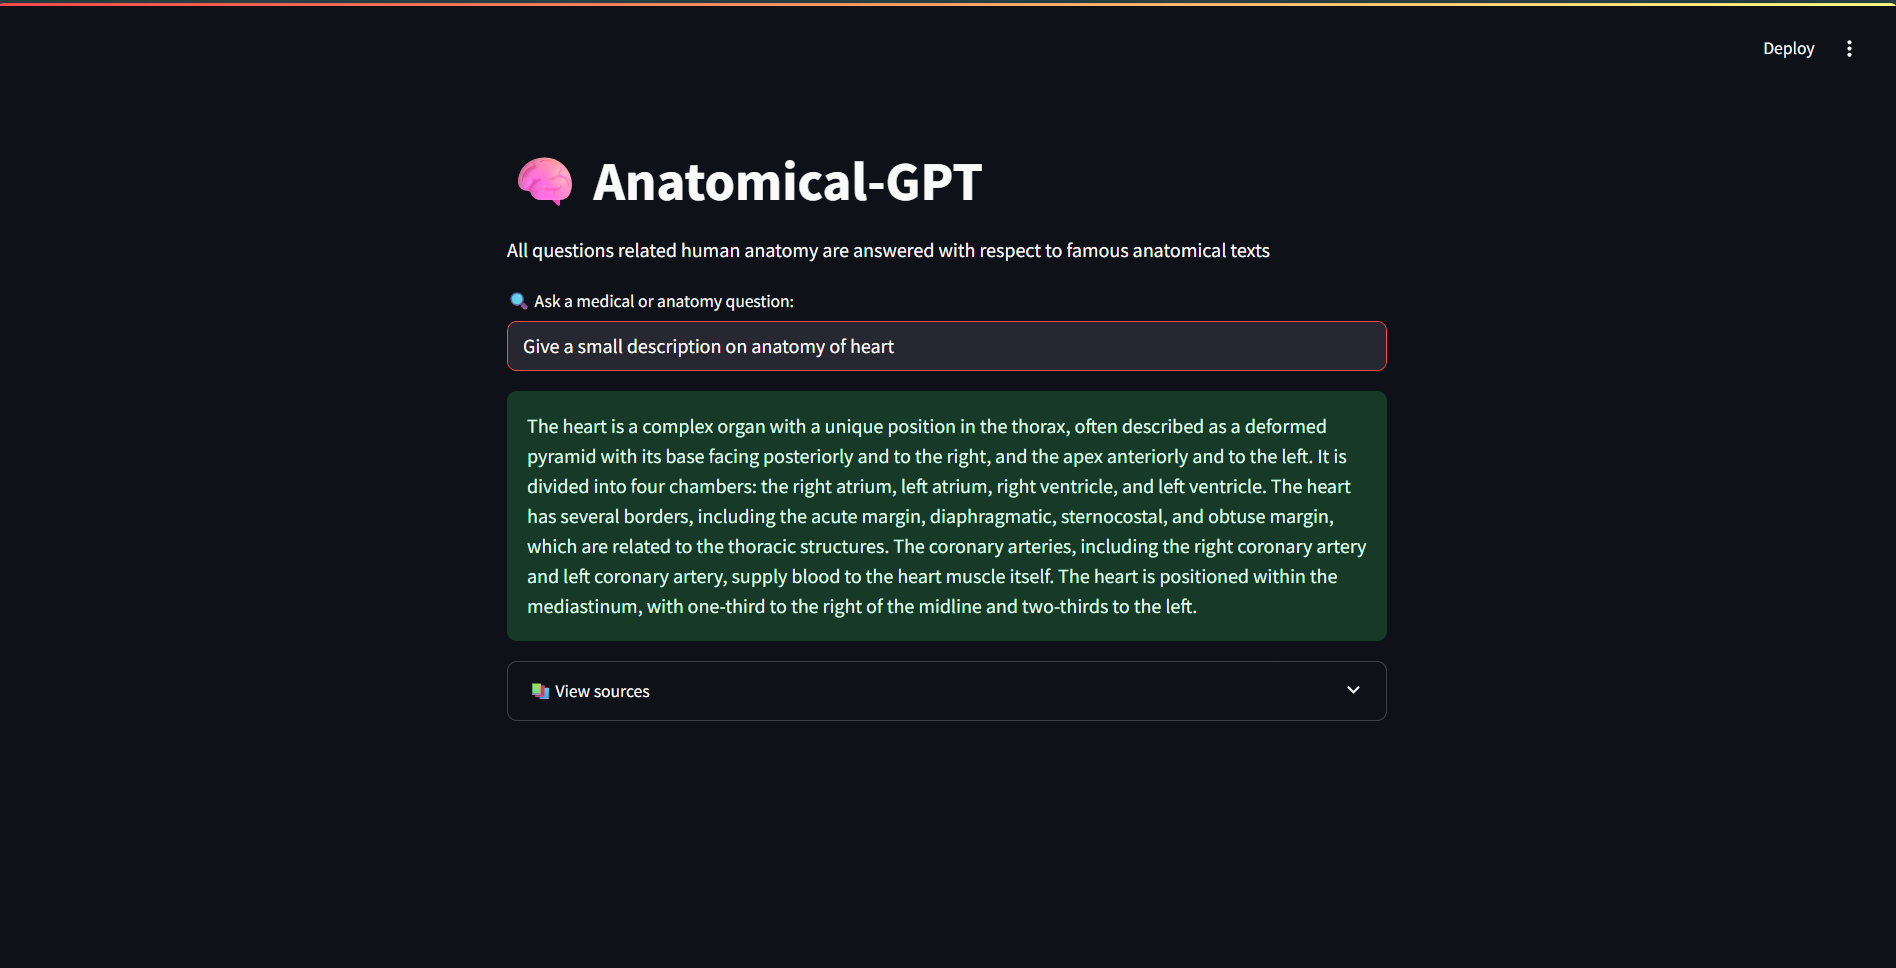 Deploy
🧠 Anatomical-GPT
All questions related human anatomy are answered with respect to famous anatomical texts
🔍 Ask a medical or anatomy question:
Give a small description on anatomy of heart
The heart is a complex organ with a unique position in the thorax, often described as a deformed
pyramid with its base facing posteriorly and to the right, and the apex anteriorly and to the left. It is
divided into four chambers: the right atrium, left atrium, right ventricle, and left ventricle. The heart
has several borders, including the acute margin, diaphragmatic, sternocostal, and obtuse margin,
which are related to the thoracic structures. The coronary arteries, including the right coronary artery
and left coronary artery, supply blood to the heart muscle itself. The heart is positioned within the
mediastinum, with one-third to the right of the midline and two-thirds to the left.
📚 View sources